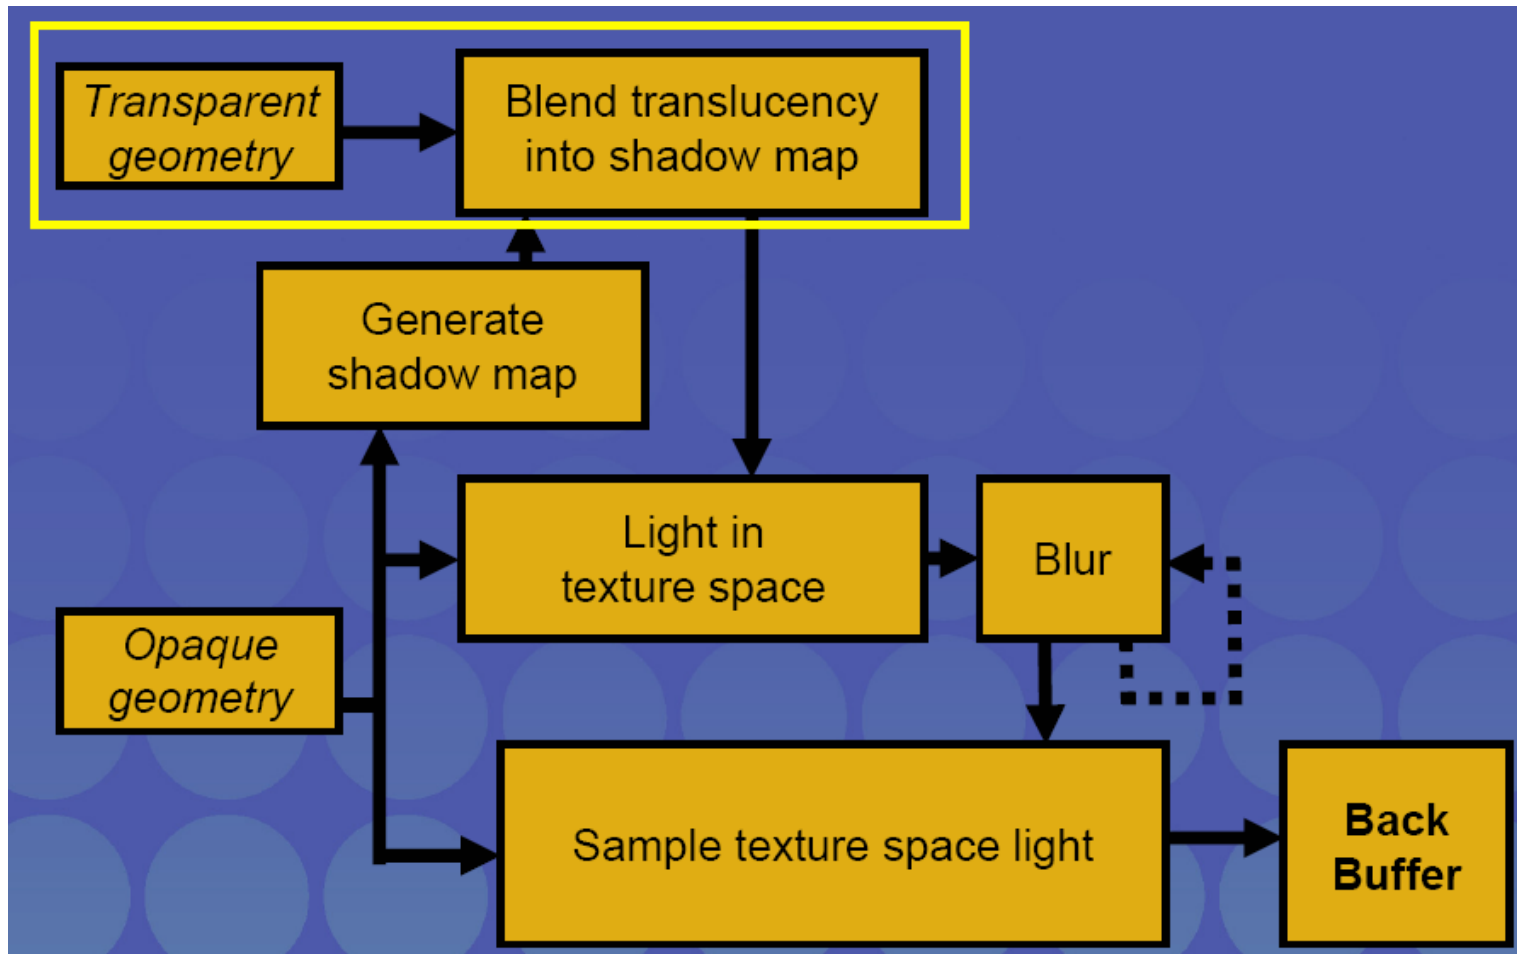 Transparent
geometry
Blend translucency
into shadow map
Generate
shadow map
Light in
texture space
Blur
Opaque
geometry
Sample texture space light
Back
Buffer